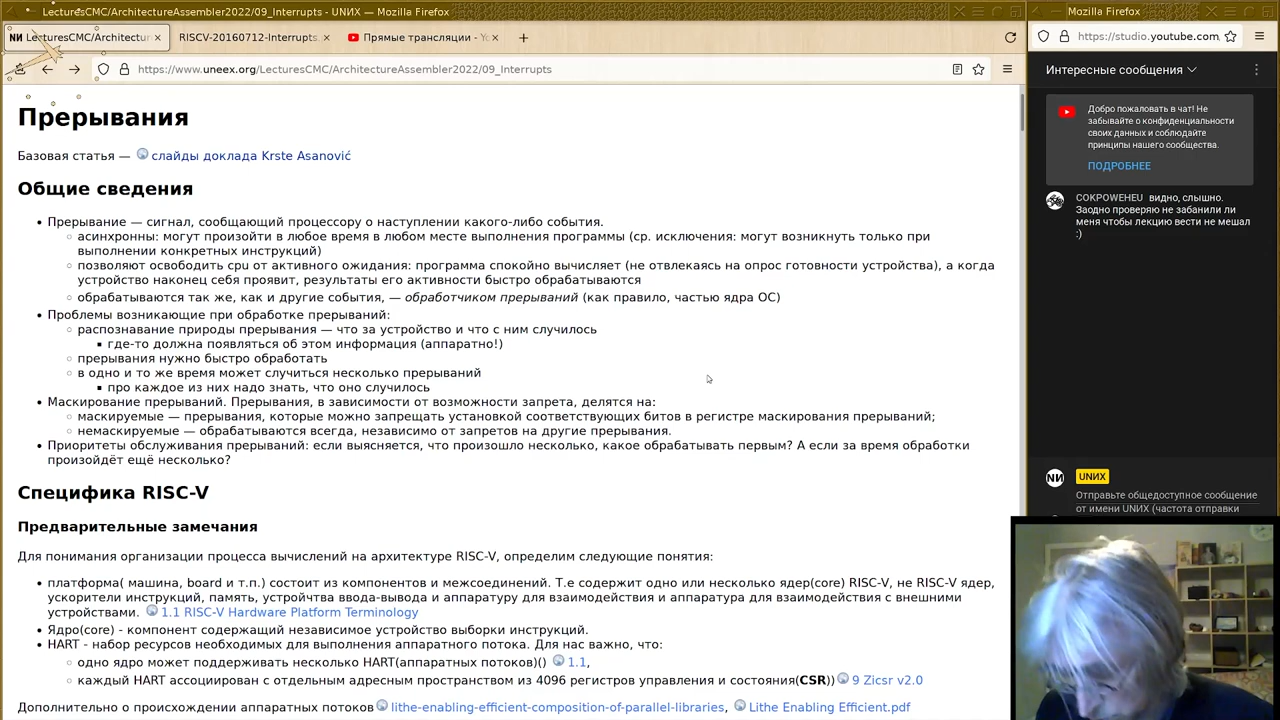 LecturesCMC/ArchitectureAssembler2022/09_Interrupts - UNИX — Mozilla Firefox
Mozilla Firefox
NИ LecturesCMC/Architecture
RISCV-20160712-Interrupts.
Прямые трансляции - Yo
https://studio.youtube.com
https://www.uneex.org/LecturesCMC/ArchitectureAssembler2022/09_Interrupts
Интересные сообщения
Прерывания
Базовая статья — слайды доклада Krste Asanović
Общие сведения
Прерывание — сигнал, сообщающий процессору о наступлении какого-либо события.
асинхронны: могут произойти в любое время в любом месте выполнения программы (ср. исключения: могут возникнуть только при
выполнении конкретных инструкций)
позволяют освободить cpu от активного ожидания: программа спокойно вычисляет (не отвлекаясь на опрос готовности устройства), а когда
устройство наконец себя проявит, результаты его активности быстро обрабатываются
обрабатываются так же, как и другие события, — обработчиком прерываний (как правило, частью ядра ОС)
Проблемы возникающие при обработке прерываний:
распознавание природы прерывания — что за устройство и что с ним случилось
где-то должна появляться об этом информация (аппаратно!)
прерывания нужно быстро обработать
в одно и то же время может случиться несколько прерываний
про каждое из них надо знать, что оно случилось
Маскирование прерываний. Прерывания, в зависимости от возможности запрета, делятся на:
маскируемые — прерывания, которые можно запрещать установкой соответствующих битов в регистре маскирования прерываний;
немаскируемые — обрабатываются всегда, независимо от запретов на другие прерывания.
Приоритеты обслуживания прерываний: если выясняется, что произошло несколько, какое обрабатывать первым? А если за время обработки
произойдёт ещё несколько?
Специфика RISC-V
Предварительные замечания
Для понимания организации процесса вычислений на архитектуре RISC-V, определим следующие понятия:
платформа( машина, board и т.п.) состоит из компонентов и межсоединений. Т.е содержит одно или несколько ядер(core) RISC-V, не RISC-V ядер,
ускорители инструкций, память, устройчтва ввода-вывода и аппаратуру для взаимодействия и аппаратура для взаимодействия с внешними
устройствами. 1.1 RISC-V Hardware Platform Terminology
Ядро(core) - компонент содержащий независимое устройство выборки инструкций.
HART - набор ресурсов необходимых для выполнения аппаратного потока. Для нас важно, что:
одно ядро может поддерживать несколько HART(аппаратных потоков)() 1.1,
каждый HART ассоциирован с отдельным адресным пространством из 4096 регистров управления и состояния(CSR)) 9 Zicsr v2.0
Дополнительно о происхождении аппаратных потоков lithe-enabling-efficient-composition-of-parallel-libraries, Lithe Enabling Efficient.pdf
Добро пожаловать в чат! Не
забывайте о конфиденциальности
своих данных и соблюдайте
принципы нашего сообщества.
ПОДРОБНЕЕ
COKPOWEHEU видно, слышно.
Заодно проверяю не забанили ли
меня чтобы лекцию вести не мешал
:)
NИ UNИX
Отправьте общедоступное сообщение
от имени UNИX (частота отправки